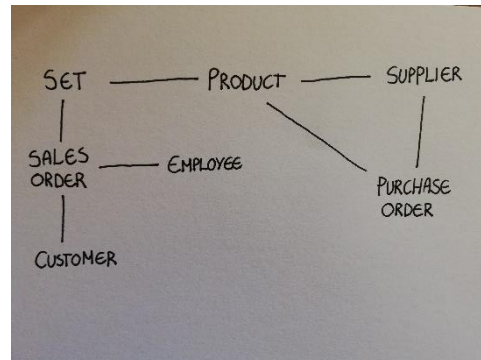 SET
PRODUCT
SUPPLIER
SALES
ORDER
EMPLOYEE
PURCHASE
ORDER
CUSTOMER